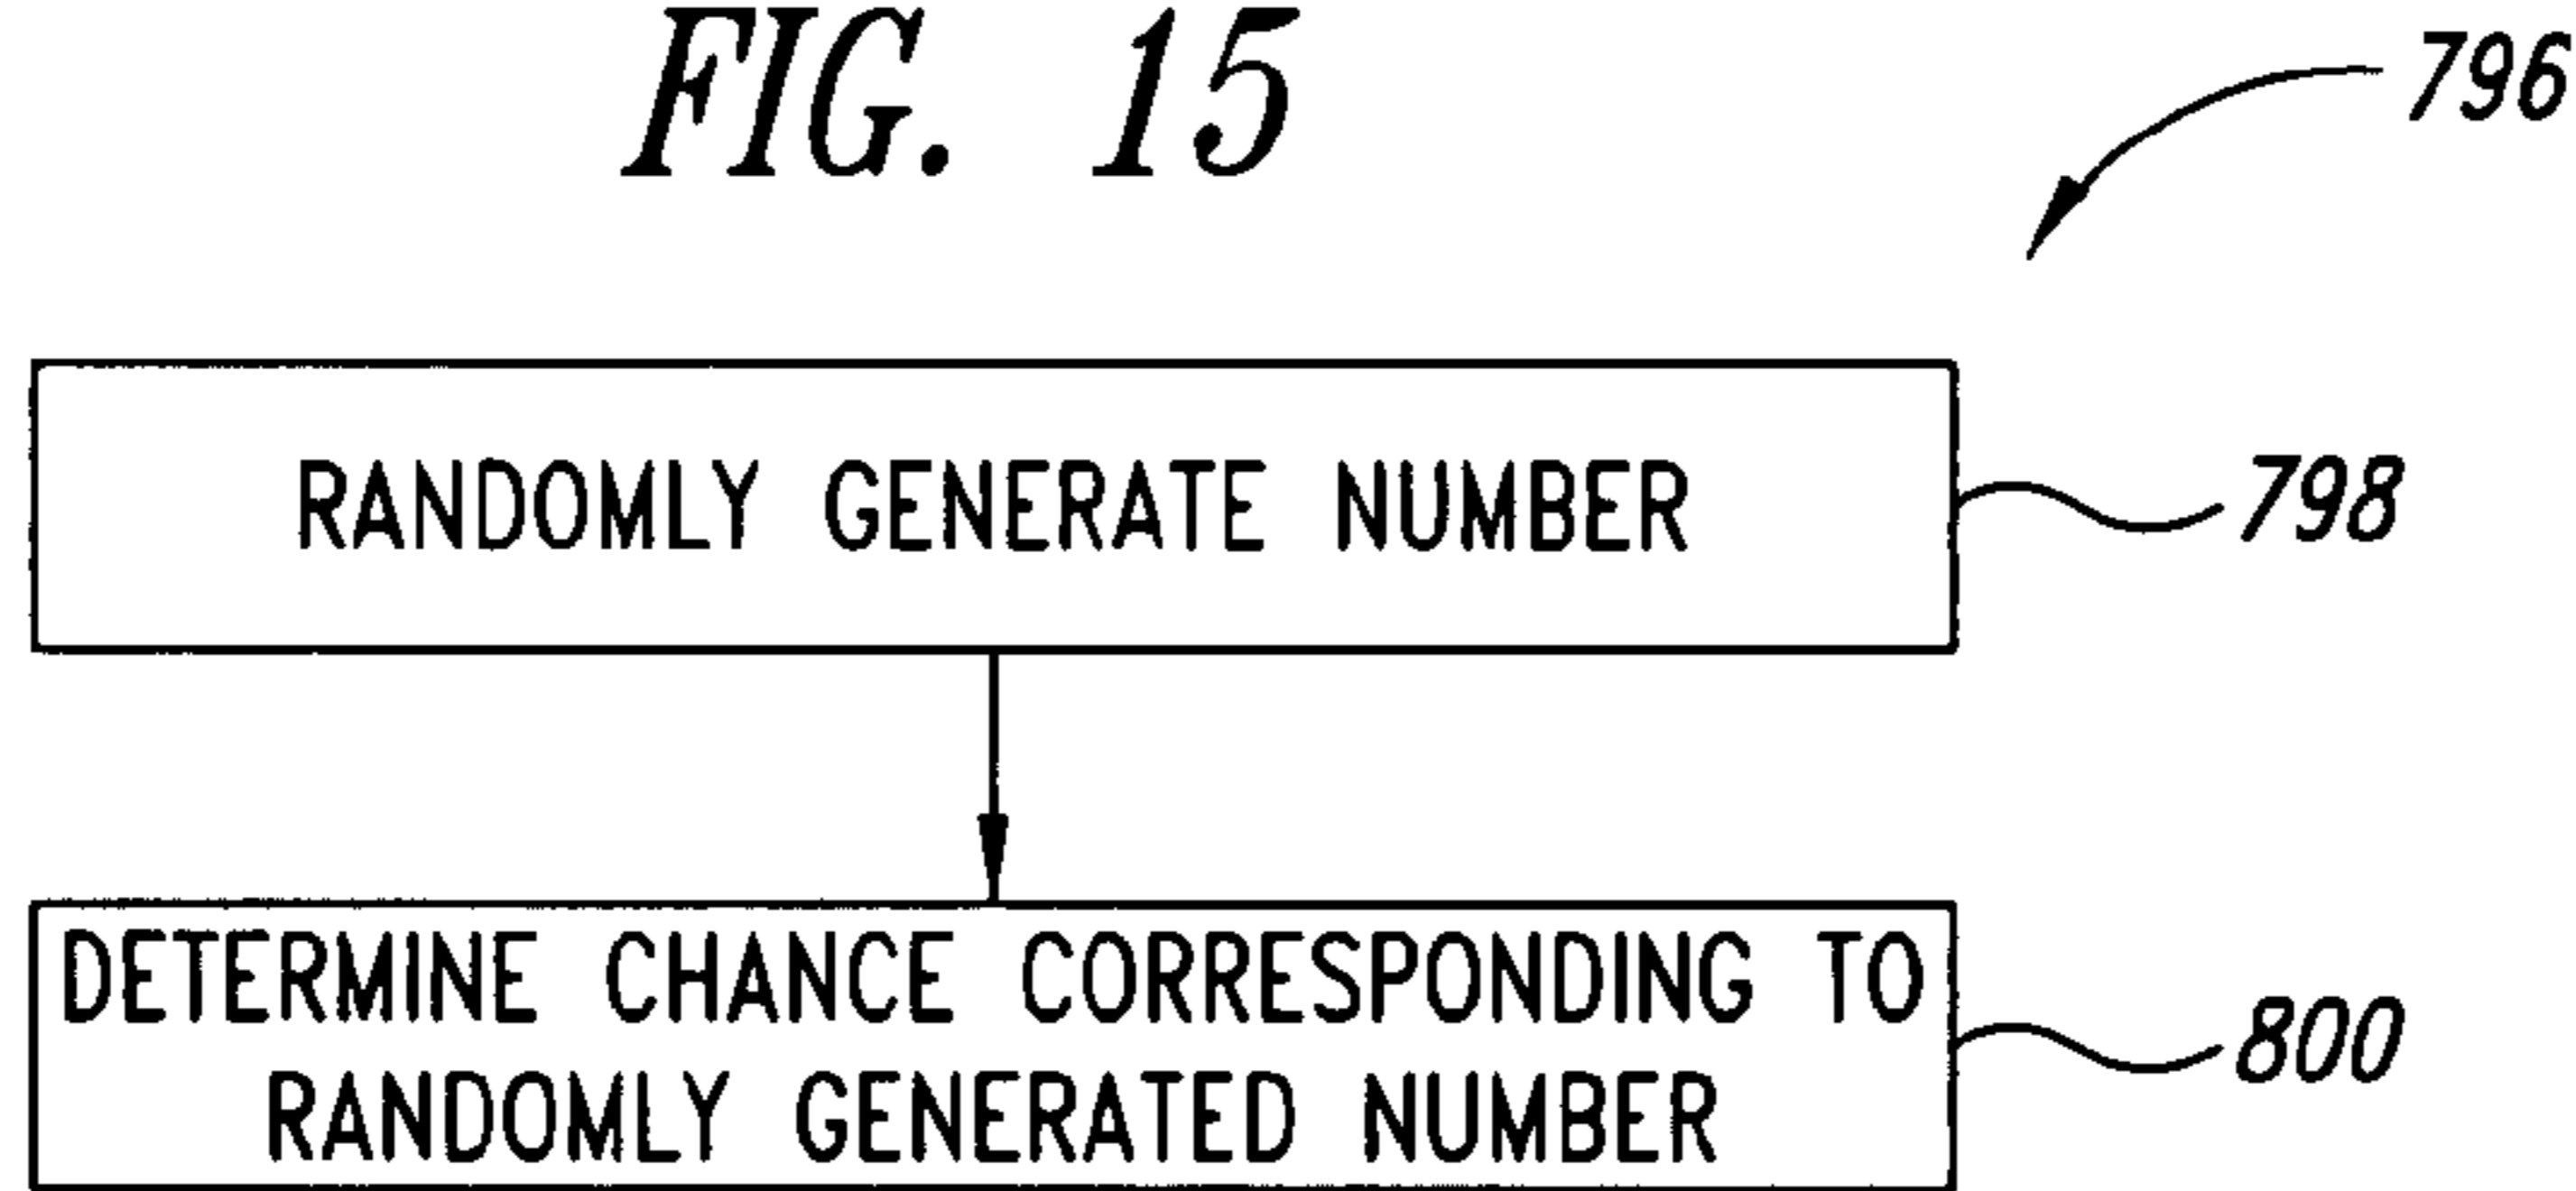 FIG. 15
796
RANDOMLY GENERATE NUMBER
798
DETERMINE CHANCE CORRESPONDING TO
RANDOMLY GENERATED NUMBER
800